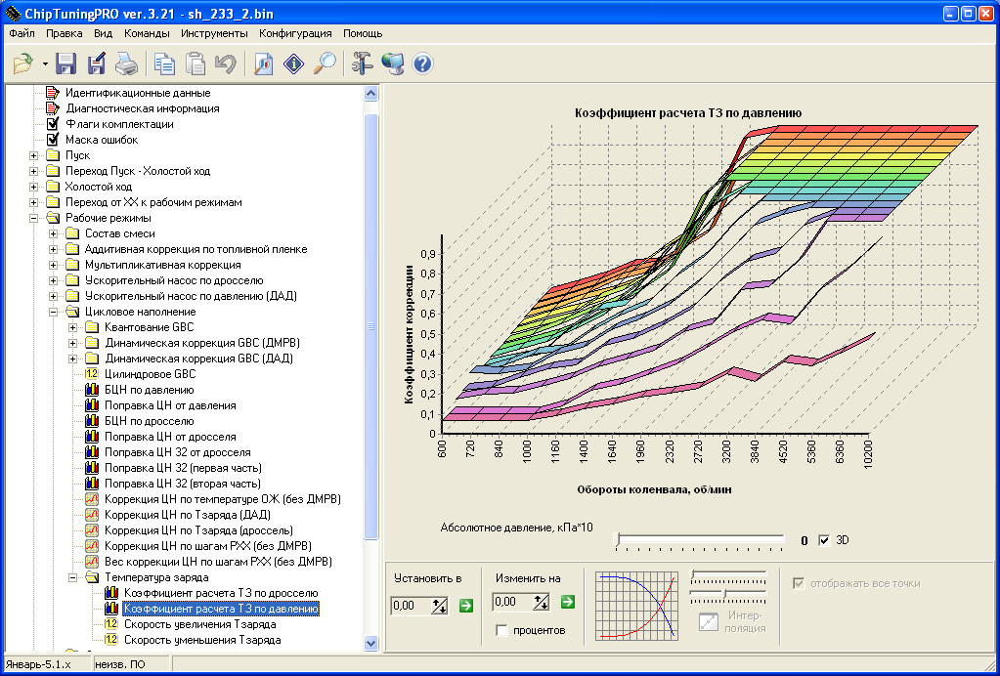 ChipTuningPRO ver.3.21 - sh_233_2.bin
Файл Правка Вид Команды Инструменты Конфигурация Помощь
Идентификационные данные
Диагностическая информация
Флаги комплектации
Маска ошибок
Пуск
Переход Пуск - Холостой ход
Холостой ход
Переход от ХХ к рабочим режимам
Рабочие режимы
Состав смеси
Аддитивная коррекция по топливной пленке
Мультипликативная коррекция
Ускорительный насос по дросселю
Ускорительный насос по давлению (ДАД)
Цикловое наполнение
Квантование GBC
Динамическая коррекция GBC (ДМРВ)
Динамическая коррекция GBC (ДАД)
1.2 Цилиндровое GBC
БЦН по давлению
Поправка ЦН от давления
БЦН по дросселю
Поправка ЦН от дросселя
Поправка ЦН 32 от дросселя
Поправка ЦН 32 (первая часть)
Поправка ЦН 32 (вторая часть)
Коррекция ЦН по температуре ОЖ (без ДМРВ)
Коррекция ЦН по Тзаряда (ДАД)
Коррекция ЦН по Тзаряда (дроссель)
Коррекция ЦН по шагам РХХ (без ДМРВ)
Вес коррекции ЦН по шагам РХХ (без ДМРВ)
Температура заряда
Коэффициент расчета ТЗ по дросселю
Коэффициент расчета ТЗ по давлению
1.2 Скорость увеличения Тзаряда
1.2 Скорость уменьшения Тзаряда
Коэффициент расчета ТЗ по давлению
Коэффициент коррекции
0,9
0,8
0,7
0,6
0,5
0,4
0,3
0,2
0,1
0
600 720 840 1000 1160 1400 1640 1960 2320 2720 3200 3840 4520 5360 6360 10200
Обороты коленвала, об/мин
Абсолютное давление, кПа*10
0
3D
Установить в
0,00
Изменить на
0,00
процентов
отображать все точки
Интер-
поляция
Январь-5.1.x
неизв. ПО